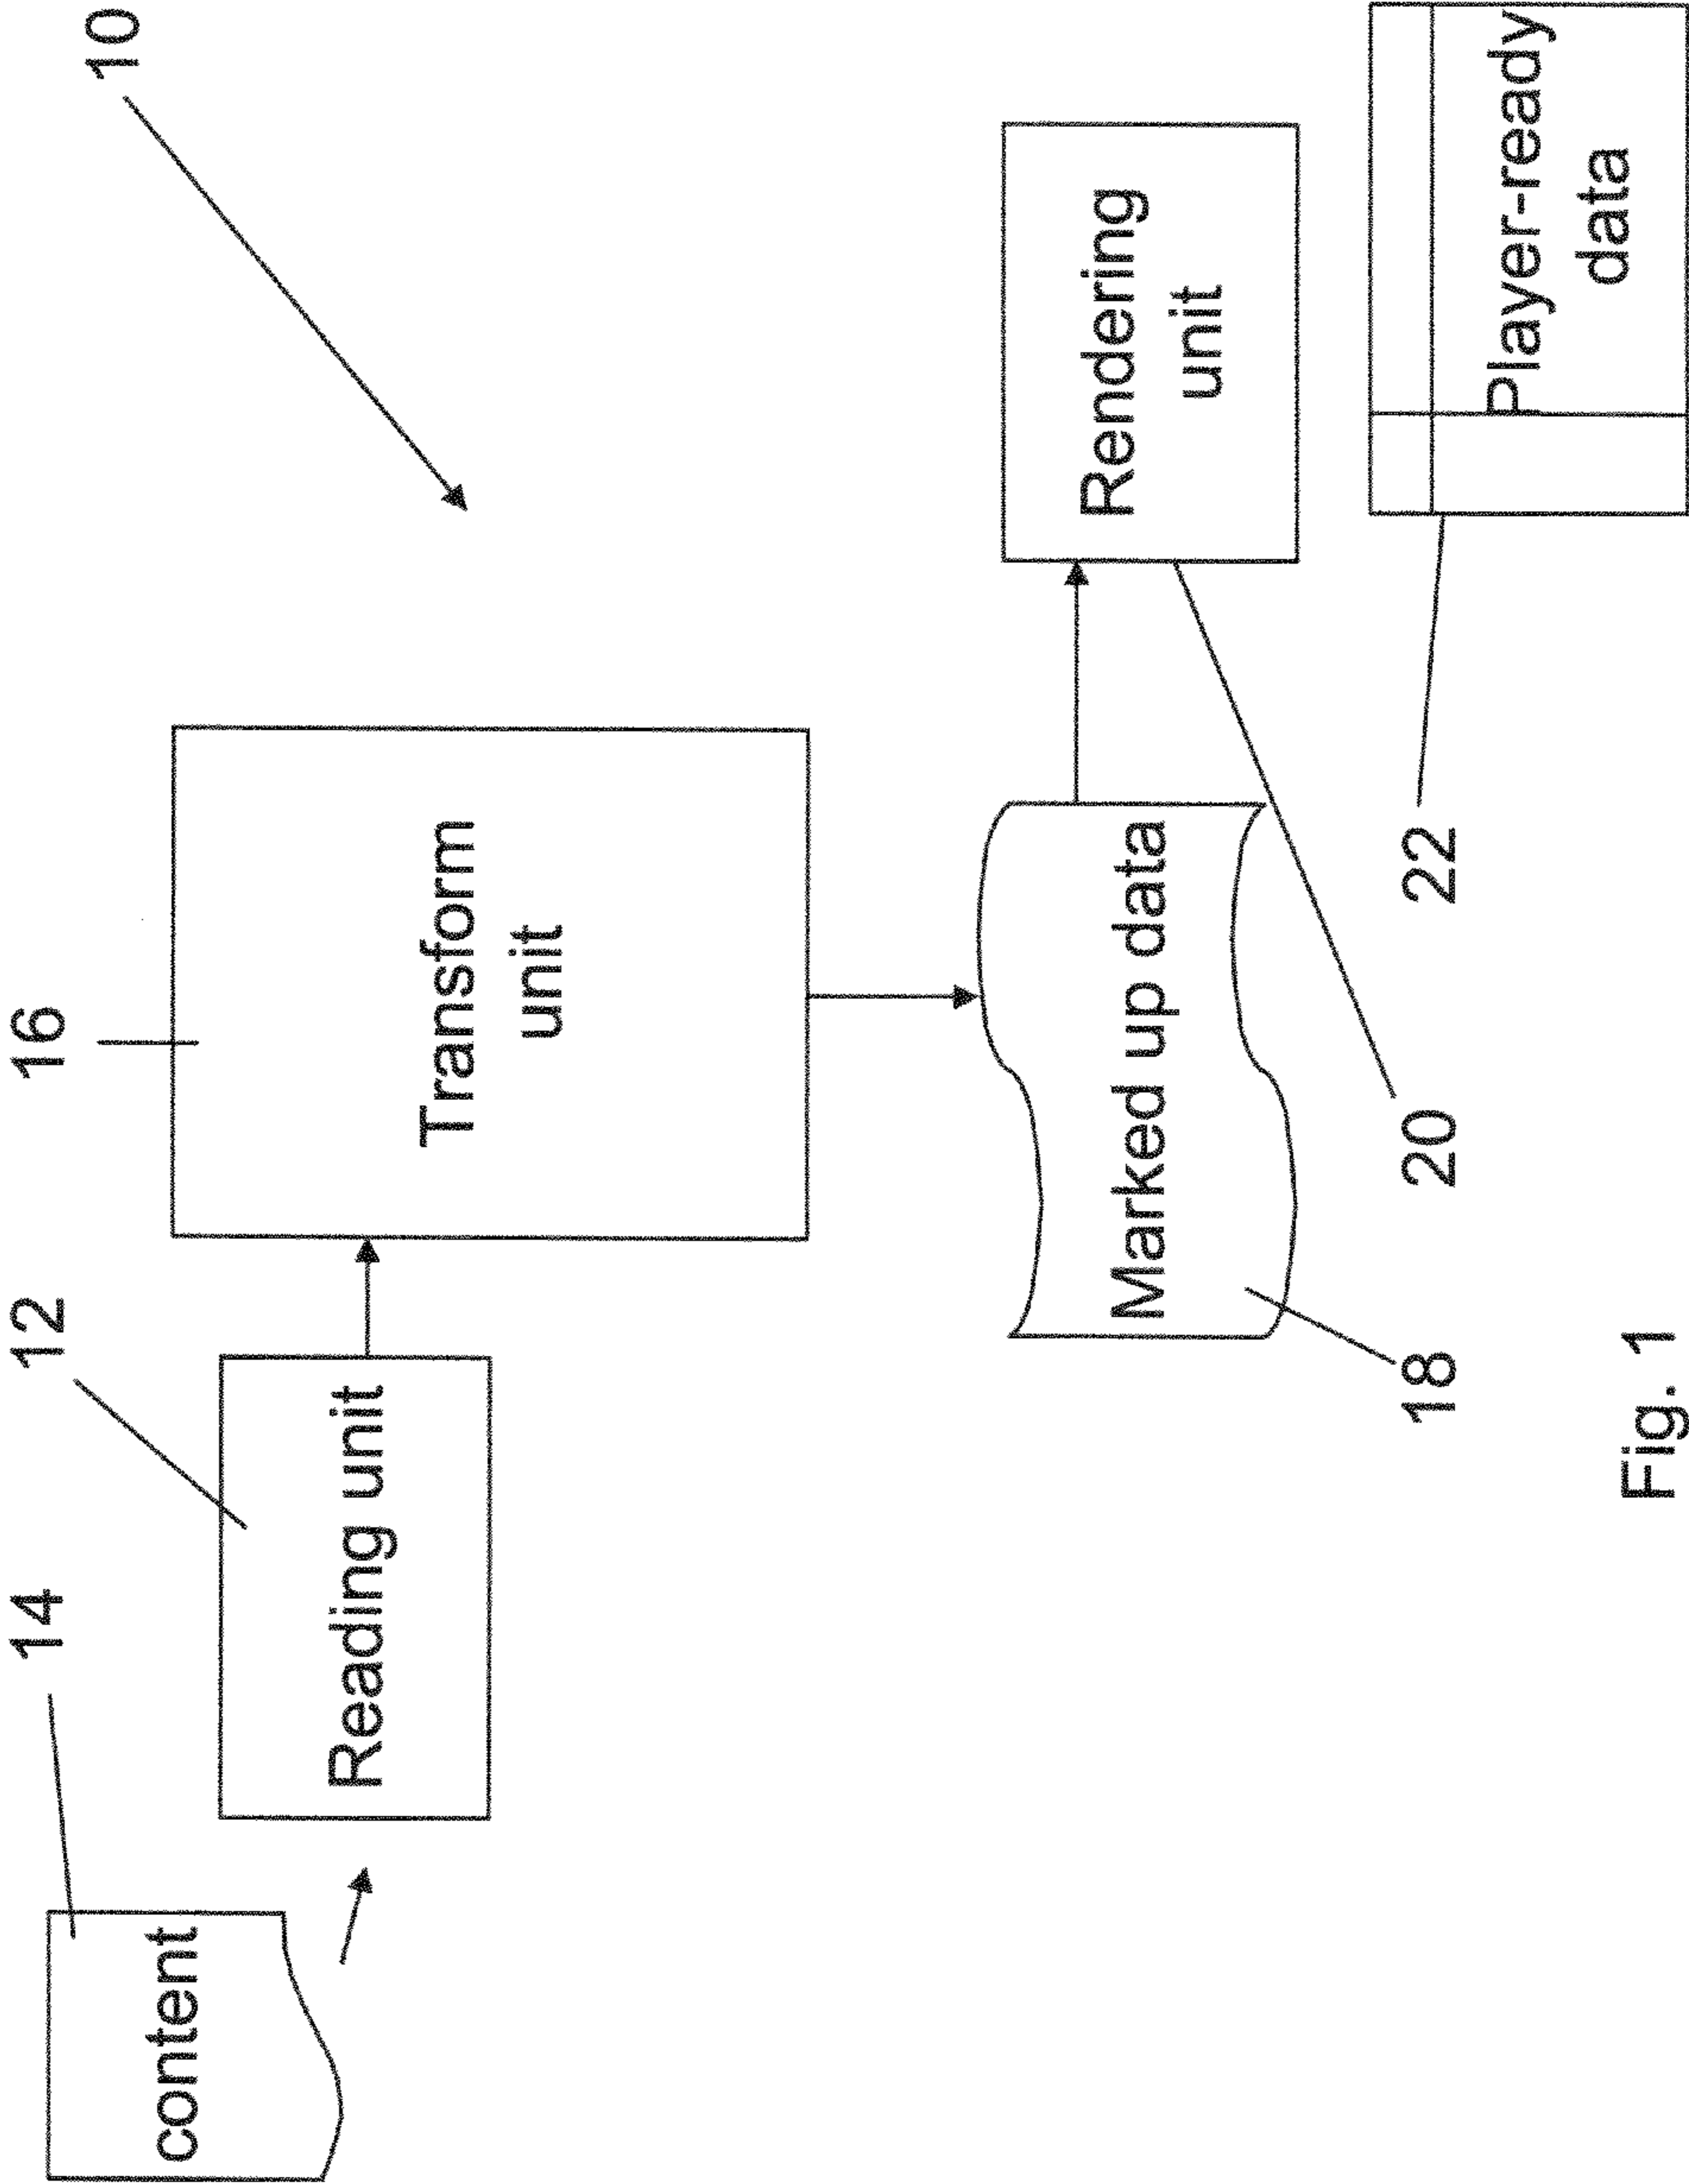 10
16
12
14
content
Reading unit
Transform
unit
Marked up data
Rendering
unit
Player-ready
data
18
20
22
Fig. 1